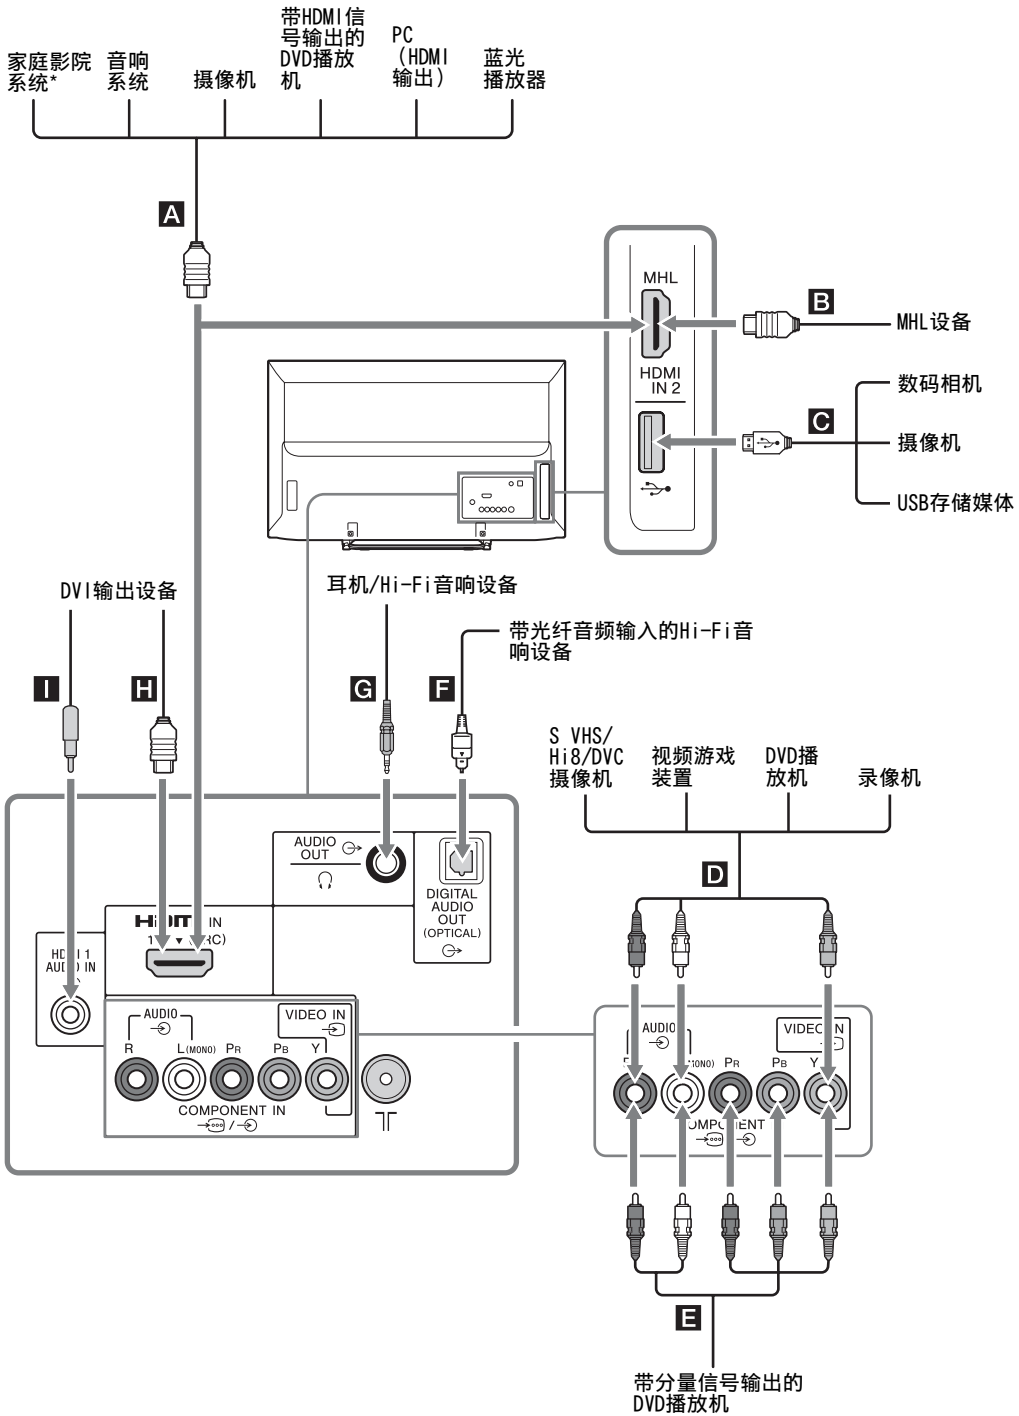 家庭影院
系统*
音响
系统
摄像机
带HDMI信
号输出的
DVD播放
机
PC
（HDMI
输出）
蓝光
播放器
A
MHL
B
MHL设备
HDMI
IN 2
C
数码相机
摄像机
USB存储媒体
DVI输出设备
耳机/Hi-Fi音响设备
带光纤音频输入的Hi-Fi音
响设备
I
H
G
F
S VHS/
Hi8/DVC
摄像机
视频游戏
装置
DVD播
放机
录像机
D
AUDIO
OUT
DIGITAL
AUDIO
OUT
(OPTICAL)
HDMI IN
1
AUDIO
R
L(MONO)
PR
PB
Y
VIDEO IN
COMPONENT IN
/
AUDIO
VIDEO IN
PR
PB
Y
E
带分量信号输出的
DVD播放机